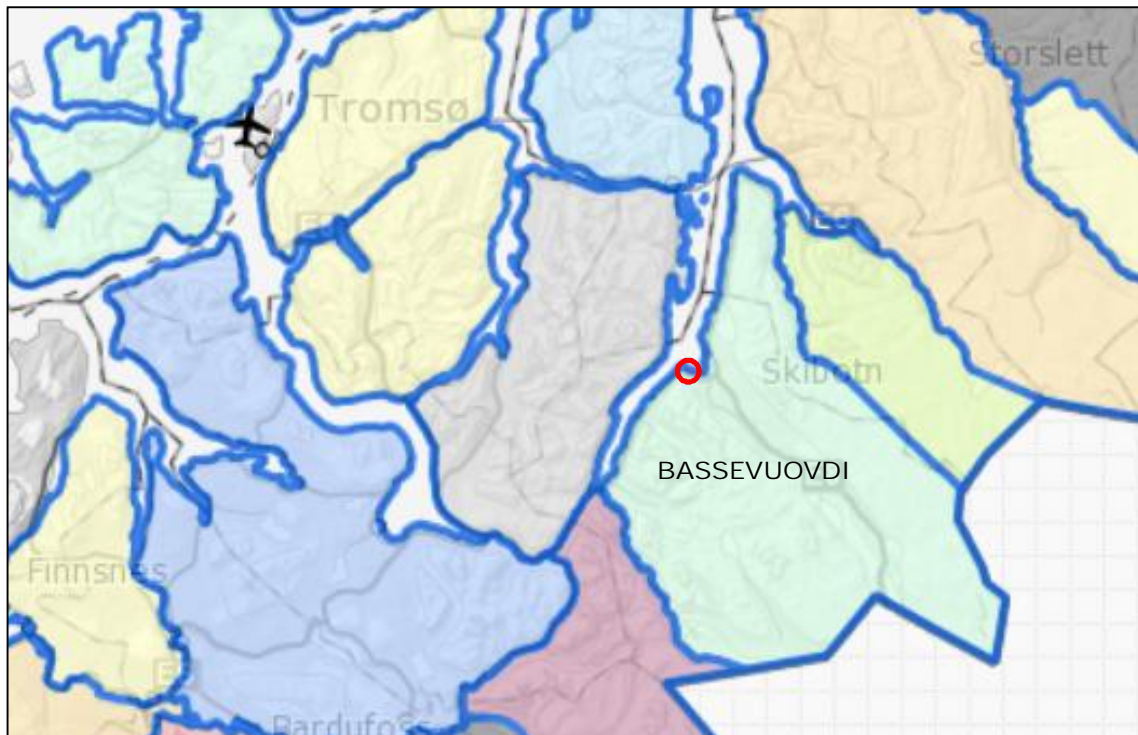 Storslett
Tromsø
Skibotn
BASSEVUOVDI
Finnsnes
Bardufoss